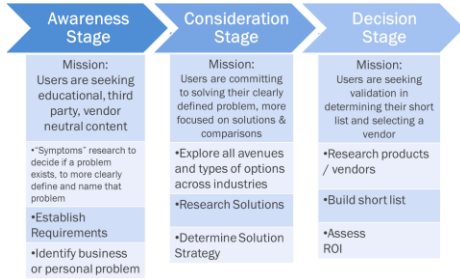 Awareness
Stage
Mission:
Users are seeking
educational, third
party, vendor
neutral content
•"Symptoms" research to
decide if a problem
exists, to more clearly
define and name that
problem
•Establish
Requirements
•Identify business
or personal problem
Consideration
Stage
Mission:
Users are committing
to solving their clearly
defined problem, more
focused on solutions &
comparisons
•Explore all avenues
and types of options
across industries
•Research Solutions
•Determine Solution
Strategy
Decision
Stage
Mission:
Users are seeking
validation in
determining their short
list and selecting a
vendor
•Research products
/ vendors
•Build short list
•Assess
ROI